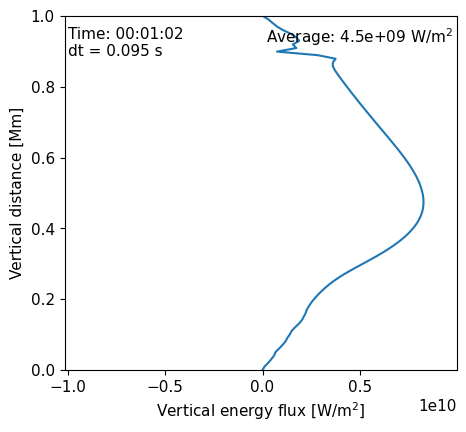 Time: 00:01:02
dt = 0.095 s
Average: 4.5e+09 W/m²
Vertical distance [Mm]
1.0
0.8
0.6
0.4
0.2
0.0
−1.0 −0.5 0.0 0.5
1e10
Vertical energy flux [W/m²]